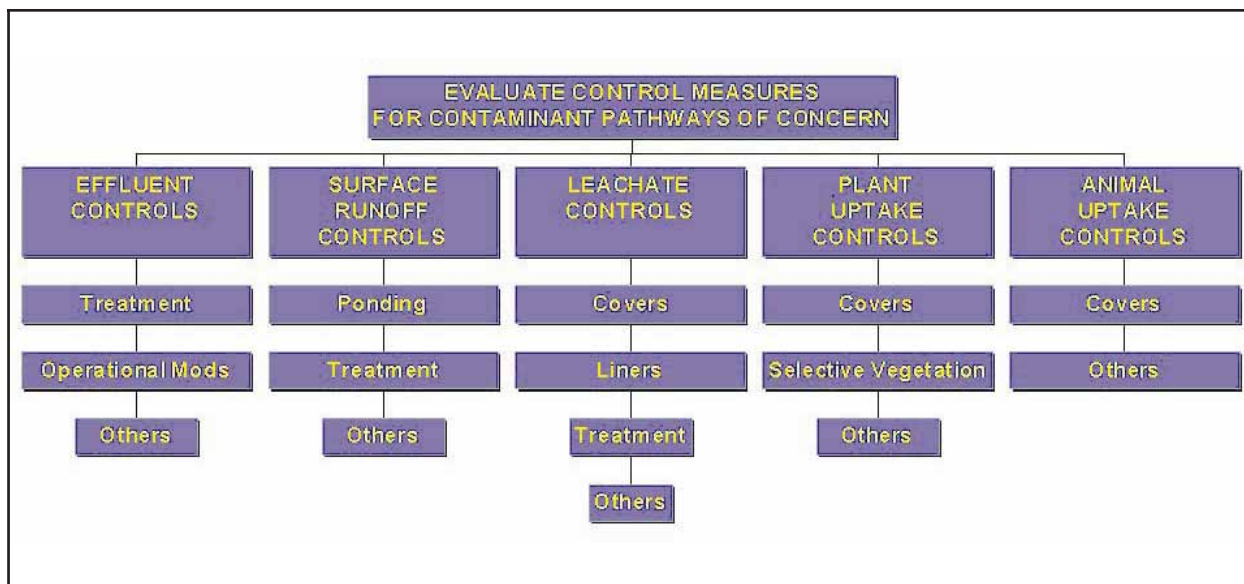 EVALUATE CONTROL MEASURES
FOR CONTAMINANT PATHWAYS OF CONCERN
EFFLUENT
CONTROLS
Treatment
Operational Mods
Others
SURFACE
RUNOFF
CONTROLS
Ponding
Treatment
Others
LEACHATE
CONTROLS
Covers
Liners
Treatment
Others
PLANT
UPTAKE
CONTROLS
Covers
Selective Vegetation
Others
ANIMAL
UPTAKE
CONTROLS
Covers
Others